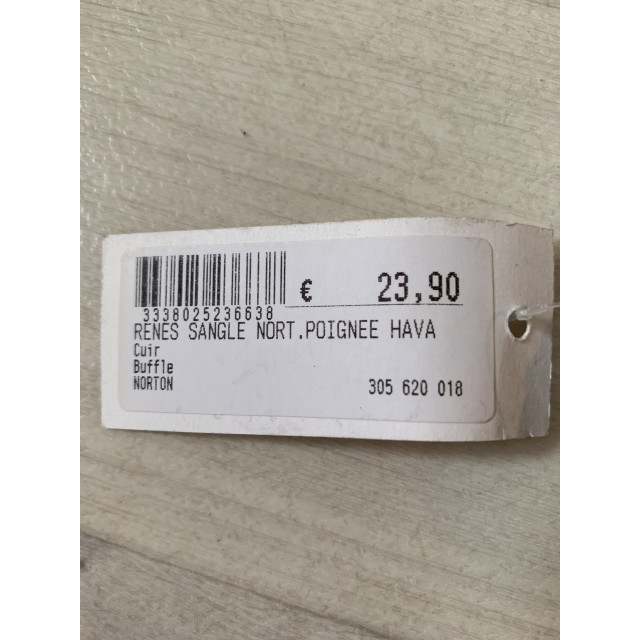 € 23,90
3338025236638
RENES SANGLE NORT.POIGNEE HAVA
Cuir
Buffle
NORTON 305 620 018